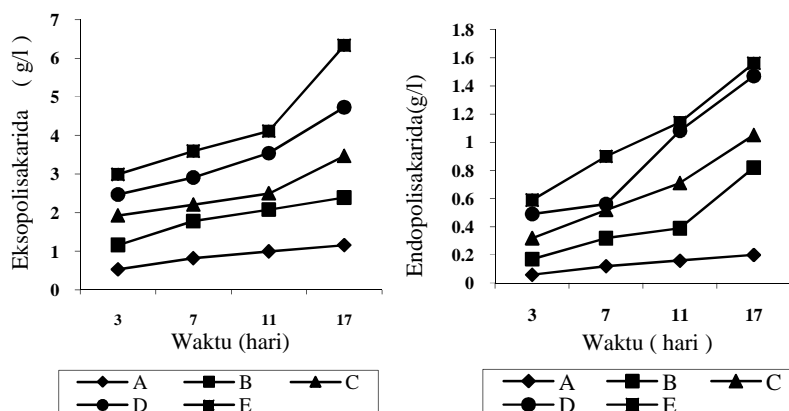 Eksopolisakarida ( g/l )
7
6
5
4
3
2
1
0
3 7 11 17
Waktu (hari)
A B C
D E
Endopolisakarida(g/l)
1.8
1.6
1.4
1.2
1
0.8
0.6
0.4
0.2
0
3 7 11 17
Waktu ( hari )
A B C
D E